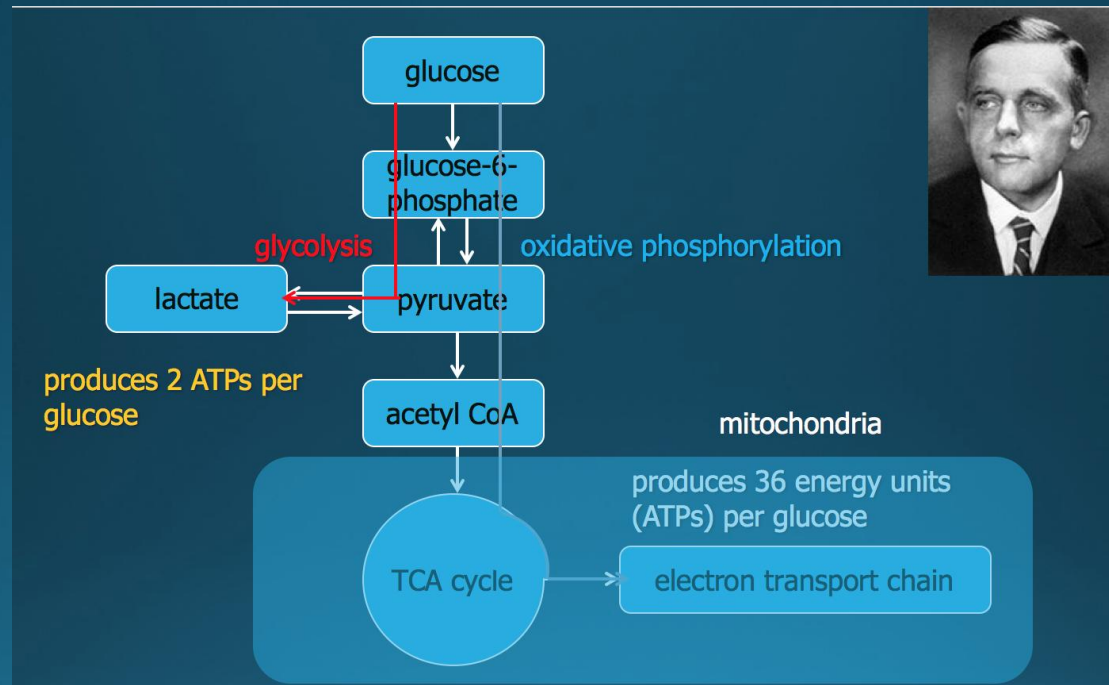 glucose
glucose-6-
phosphate
glycolysis
oxidative phosphorylation
lactate
pyruvate
produces 2 ATPs per
glucose
acetyl CoA
mitochondria
produces 36 energy units
(ATPs) per glucose
TCA cycle
electron transport chain